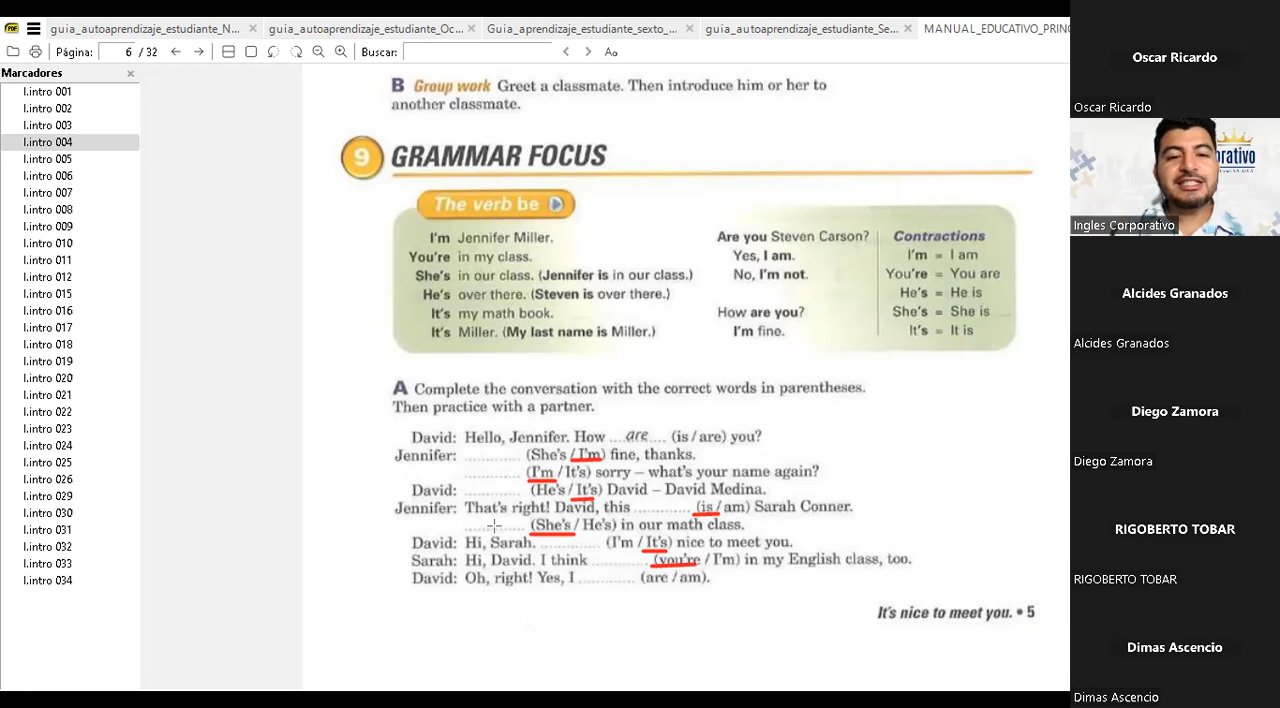 guia_autoaprendizaje_estudiante_N...
guia_autoaprendizaje_estudiante_Oc...
Guia_aprendizaje_estudiante_sexto_...
guia_autoaprendizaje_estudiante_Se...
MANUAL_EDUCATIVO_PRINC
Página: 6 / 32
Buscar:
Aa
Marcadores
I.intro 001
I.intro 002
I.intro 003
I.intro 004
I.intro 005
I.intro 006
I.intro 007
I.intro 008
I.intro 009
I.intro 010
I.intro 011
I.intro 012
I.intro 015
I.intro 016
I.intro 017
I.intro 018
I.intro 019
I.intro 020
I.intro 021
I.intro 022
I.intro 023
I.intro 024
I.intro 025
I.intro 026
I.intro 029
I.intro 030
I.intro 031
I.intro 032
I.intro 033
I.intro 034
B Group work Greet a classmate. Then introduce him or her to
another classmate.
9 GRAMMAR FOCUS
The verb be
I'm Jennifer Miller.
You're in my class.
She's in our class. (Jennifer is in our class.)
He's over there. (Steven is over there.)
It's my math book.
It's Miller. (My last name is Miller.)
Are you Steven Carson?
Yes, I am.
No, I'm not.
How are you?
I'm fine.
Contractions
I'm = I am
You're = You are
He's = He is
She's = She is
It's = It is
A Complete the conversation with the correct words in parentheses.
Then practice with a partner.
David: Hello, Jennifer. How ....are.... (is / are) you?
Jennifer: .............. (She's / I'm) fine, thanks.
.............. (I'm / It's) sorry – what's your name again?
David: .............. (He's / It's) David – David Medina.
Jennifer: That's right! David, this .............. (is / am) Sarah Conner.
.............. (She's / He's) in our math class.
David: Hi, Sarah. .............. (I'm / It's) nice to meet you.
Sarah: Hi, David. I think .............. (you're / I'm) in my English class, too.
David: Oh, right! Yes, I .............. (are / am).
It's nice to meet you. • 5
Oscar Ricardo
Oscar Ricardo
orativo
Ingles Corporativo
Alcides Granados
Alcides Granados
Diego Zamora
Diego Zamora
RIGOBERTO TOBAR
RIGOBERTO TOBAR
Dimas Ascencio
Dimas Ascencio